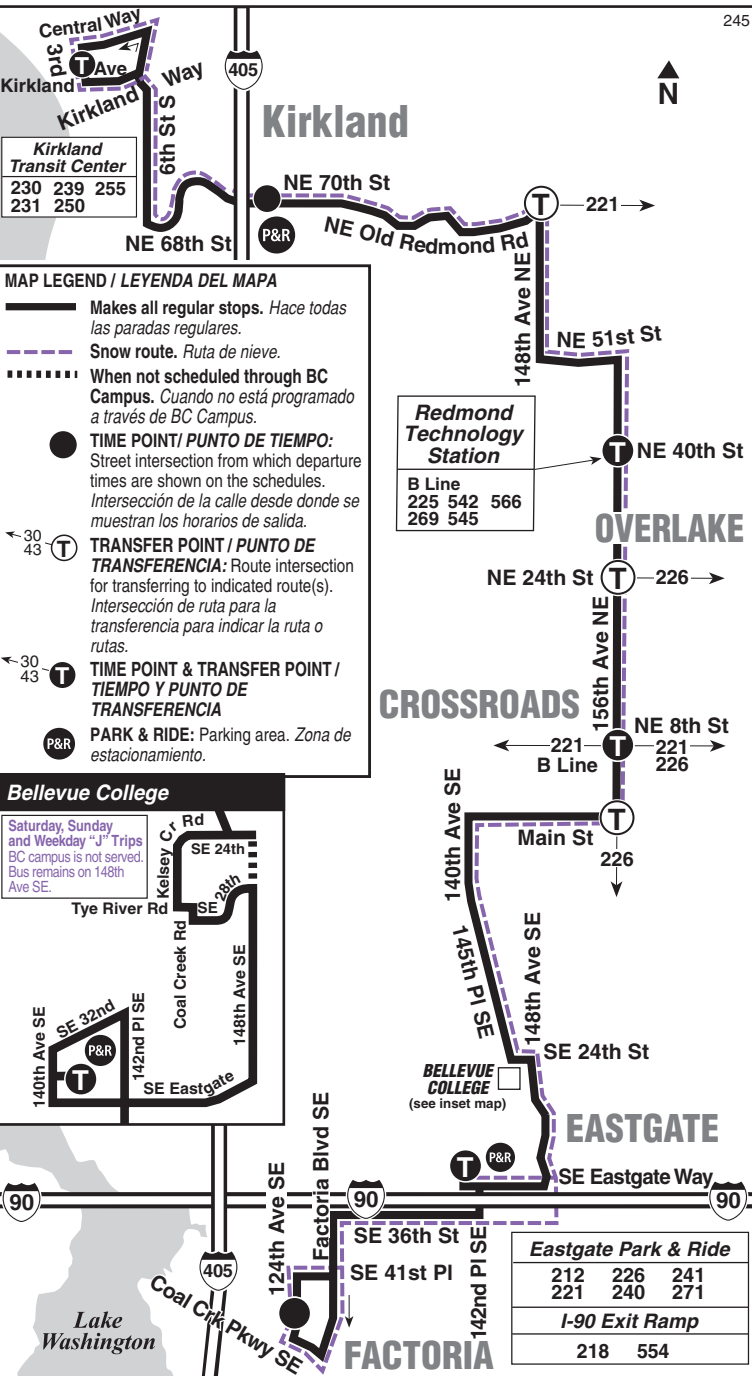 245
Central Way
3rd
T
Ave
Kirkland
Kirkland Way
6th St S
405
N
Kirkland
Kirkland
Transit Center
230 239 255
231 250
NE 70th St
P&R
NE 68th St
NE Old Redmond Rd
T
221
148th Ave NE
NE 51st St
MAP LEGEND / LEYENDA DEL MAPA
Makes all regular stops. Hace todas
las paradas regulares.
Snow route. Ruta de nieve.
When not scheduled through BC
Campus. Cuando no está programado
a través de BC Campus.
TIME POINT/ PUNTO DE TIEMPO:
Street intersection from which departure
times are shown on the schedules.
Intersección de la calle desde donde se
muestran los horarios de salida.
30
43
T
TRANSFER POINT / PUNTO DE
TRANSFERENCIA: Route intersection
for transferring to indicated route(s).
Intersección de ruta para la
transferencia para indicar la ruta o
rutas.
30
43
T
TIME POINT & TRANSFER POINT /
TIEMPO Y PUNTO DE
TRANSFERENCIA
P&R
PARK & RIDE: Parking area. Zona de
estacionamiento.
Redmond
Technology
Station
B Line
225 542 566
269 545
T
NE 40th St
OVERLAKE
NE 24th St
T
226
156th Ave NE
CROSSROADS
NE 8th St
221
B Line
T
221
226
140th Ave SE
Main St
T
226
Bellevue College
Saturday, Sunday
and Weekday “J” Trips
BC campus is not served.
Bus remains on 148th
Ave SE.
Kelsey Cr Rd
SE 24th
SE 28th
Tye River Rd
Coal Creek Rd
148th Ave SE
140th Ave SE
SE 32nd
P&R
T
142nd Pl SE
SE Eastgate
145th Pl SE
148th Ave SE
SE 24th St
BELLEVUE
COLLEGE
(see inset map)
EASTGATE
T
P&R
SE Eastgate Way
90
90
90
124th Ave SE
Factoria Blvd SE
SE 36th St
142nd Pl SE
SE 41st Pl
405
Coal Crk Pkwy SE
Lake
Washington
FACTORIA
Eastgate Park & Ride
212 226 241
221 240 271
I-90 Exit Ramp
218 554